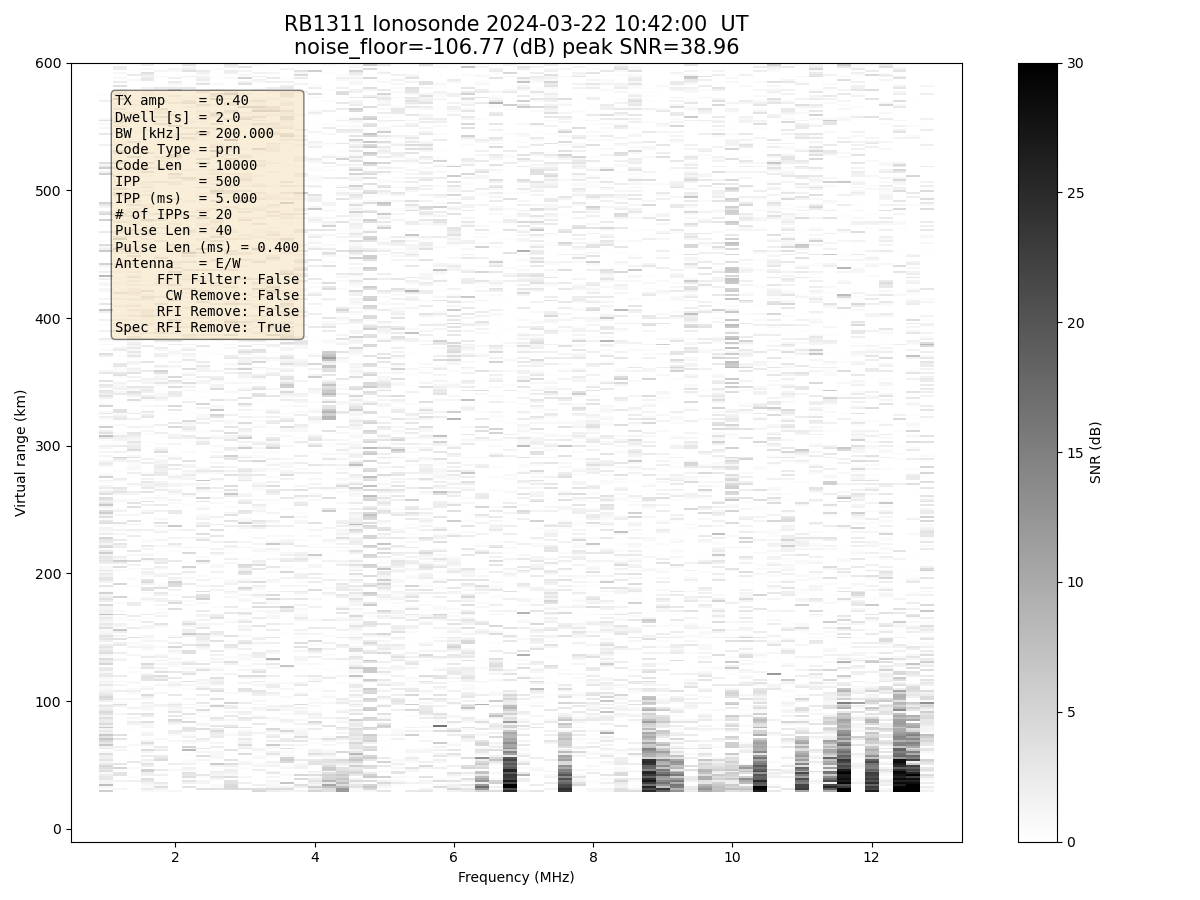 RB1311 Ionosonde 2024-03-22 10:42:00  UT
noise_floor=-106.77 (dB) peak SNR=38.96
TX amp    = 0.40
Dwell [s] = 2.0
BW [kHz]  = 200.000
Code Type = prn
Code Len  = 10000
IPP       = 500
IPP (ms)  = 5.000
# of IPPs = 20
Pulse Len = 40
Pulse Len (ms) = 0.400
Antenna   = E/W
FFT Filter: False
CW Remove: False
RFI Remove: False
Spec RFI Remove: True
Virtual range (km)
600
500
400
300
200
100
0
2
4
6
8
10
12
Frequency (MHz)
30
25
20
15
10
5
0
SNR (dB)